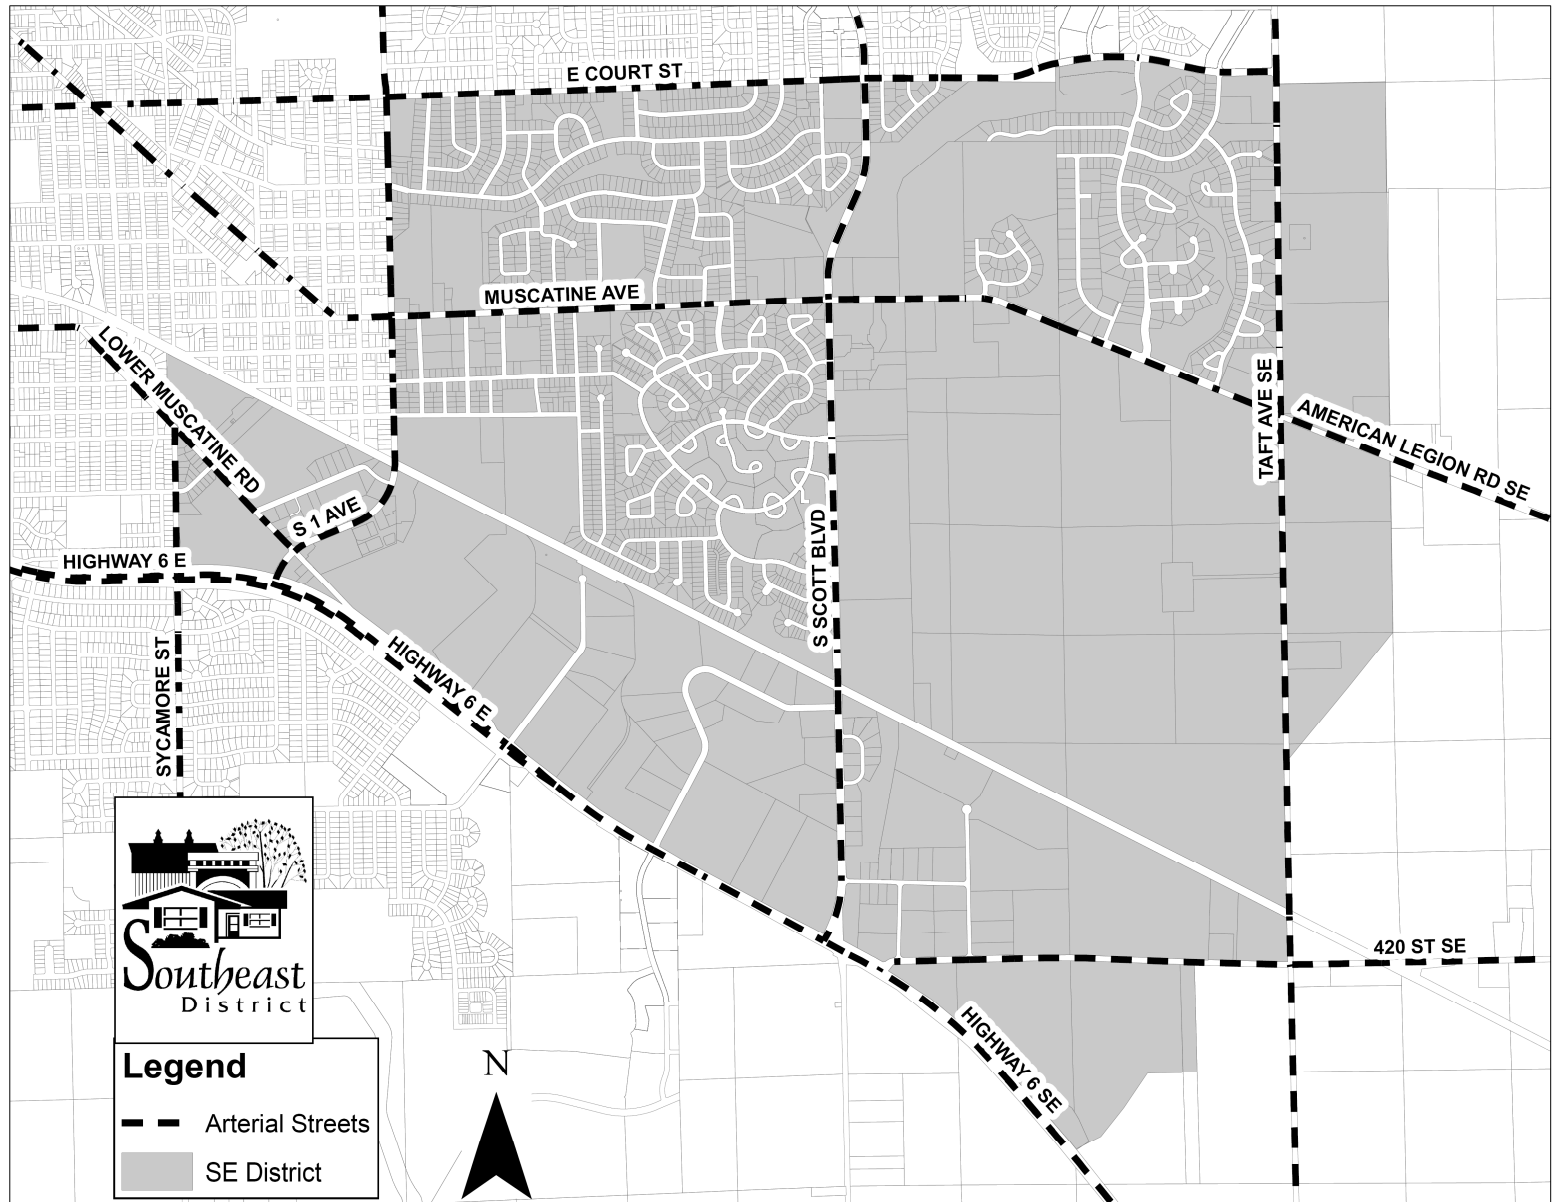 E COURT ST
MUSCATINE AVE
LOWER MUSCATINE RD
TAFT AVE SE
AMERICAN LEGION RD SE
S 1 AVE
S SCOTT BLVD
HIGHWAY 6 E
SYCAMORE ST
HIGHWAY 6 E
420 ST SE
HIGHWAY 6 SE
Southeast
District
N
Legend
Arterial Streets
SE District